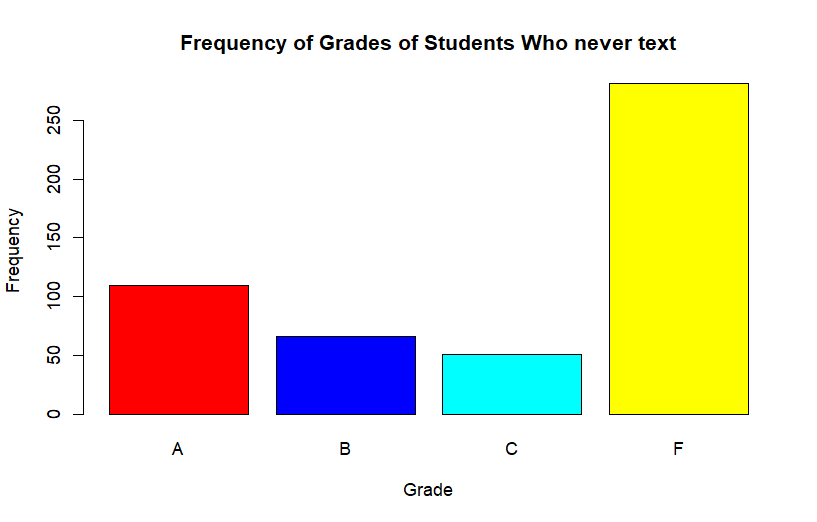 Frequency of Grades of Students Who never text
Frequency
250
200
150
100
50
0
A B C F
Grade